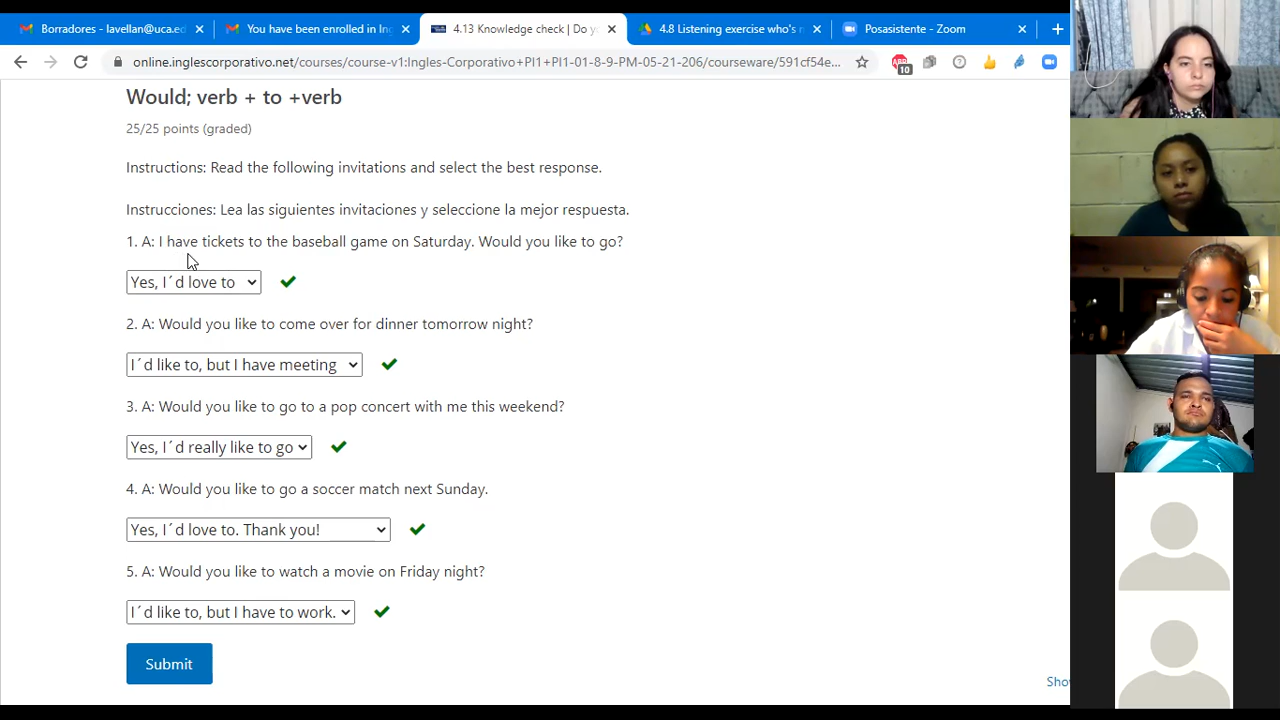 Borradores - lavellan@uca.ed
You have been enrolled in Ing
4.13 Knowledge check | Do yo
4.8 Listening exercise who's n
Posasistente - Zoom
online.inglescorporativo.net/courses/course-v1:Ingles-Corporativo+PI1+PI1-01-8-9-PM-05-21-206/courseware/591cf54e...
10
Would; verb + to +verb
25/25 points (graded)
Instructions: Read the following invitations and select the best response.
Instrucciones: Lea las siguientes invitaciones y seleccione la mejor respuesta.
1. A: I have tickets to the baseball game on Saturday. Would you like to go?
Yes, I´d love to
2. A: Would you like to come over for dinner tomorrow night?
I´d like to, but I have meeting
3. A: Would you like to go to a pop concert with me this weekend?
Yes, I´d really like to go
4. A: Would you like to go a soccer match next Sunday.
Yes, I´d love to. Thank you!
5. A: Would you like to watch a movie on Friday night?
I´d like to, but I have to work.
Submit
Sho